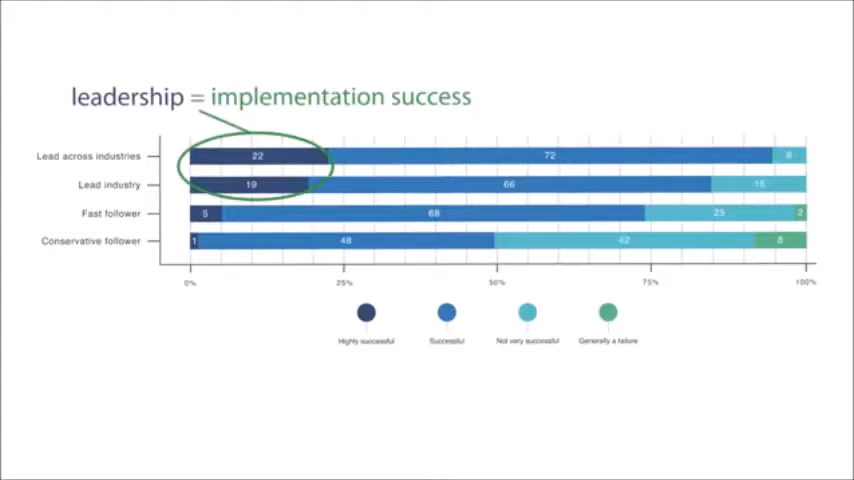 leadership = implementation success
Lead across industries 22 72 6
Lead industry 19 66 15
Fast follower 5 68 25 2
Conservative follower 1 48 42 8
0% 25% 50% 75% 100%
Highly successful Successful Not very successful Generally a failure